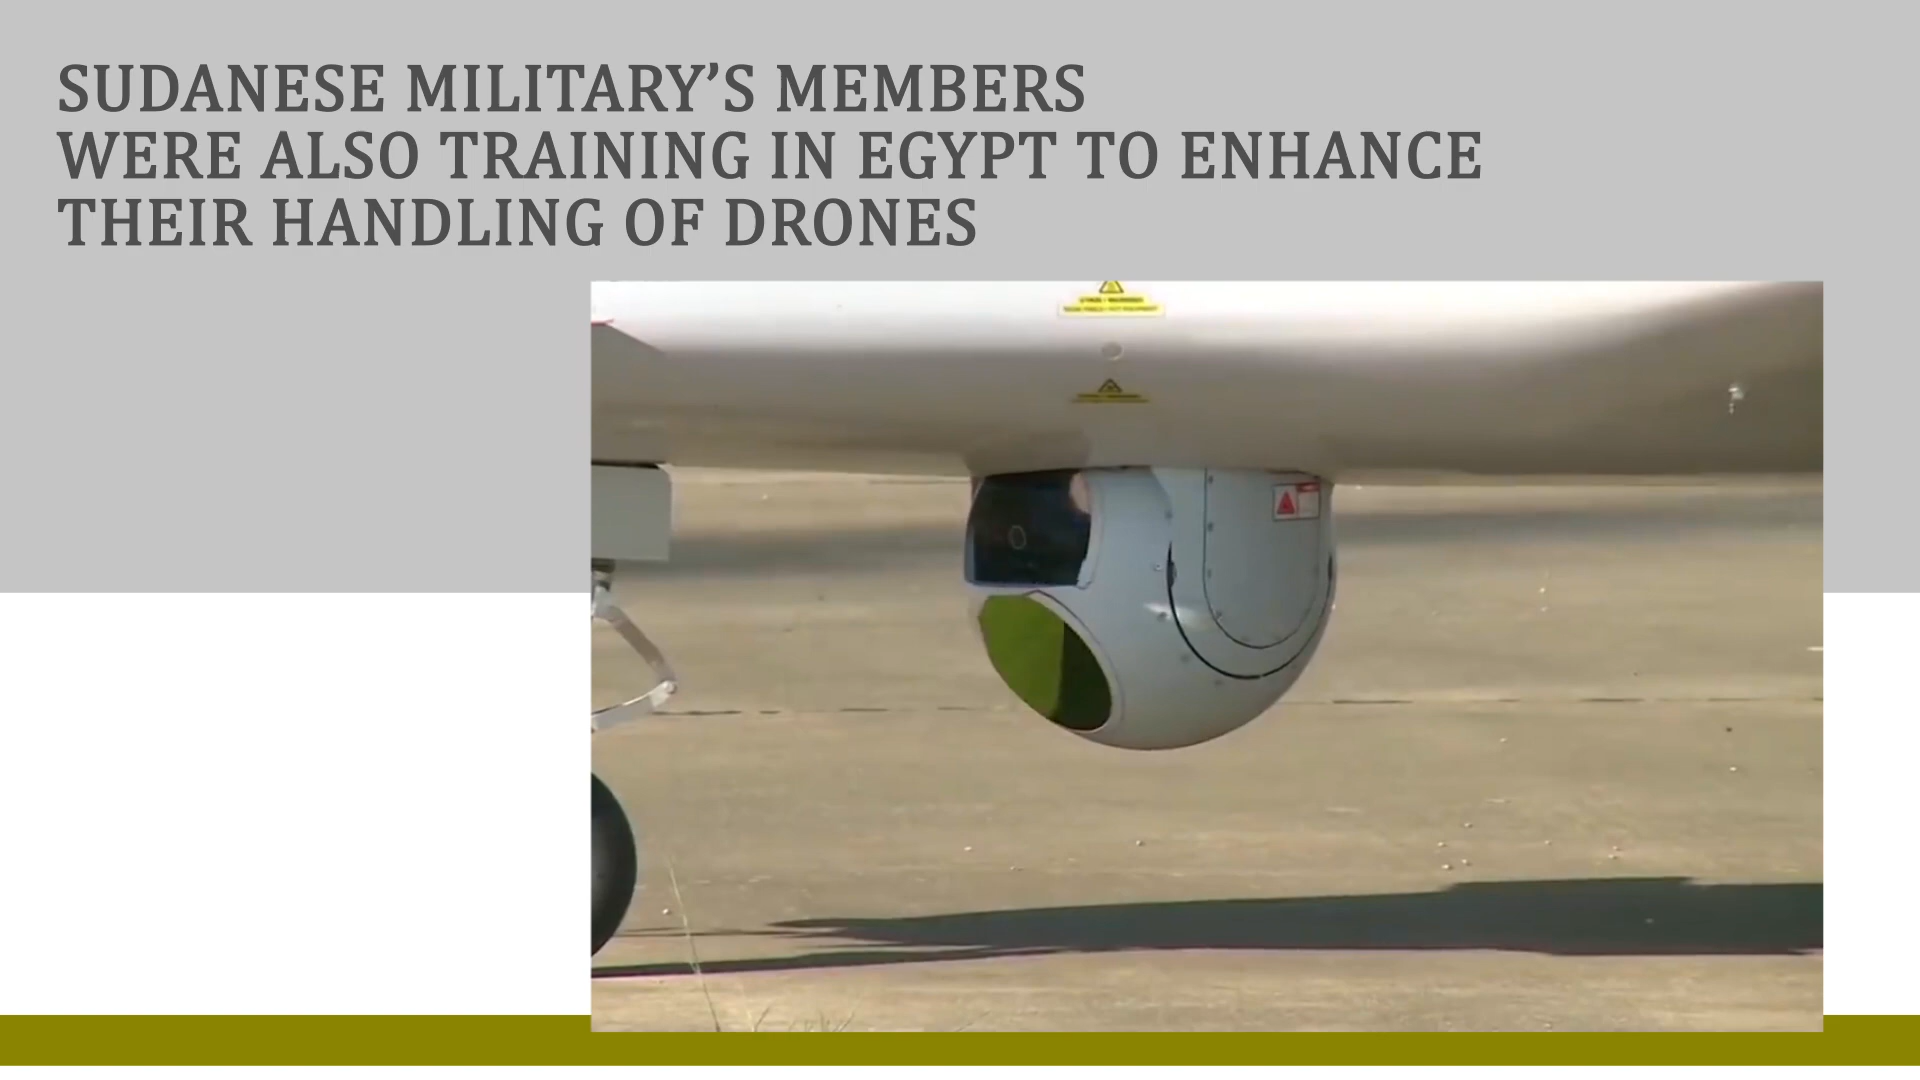 SUDANESE MILITARY’S MEMBERS
WERE ALSO TRAINING IN EGYPT TO ENHANCE
THEIR HANDLING OF DRONES